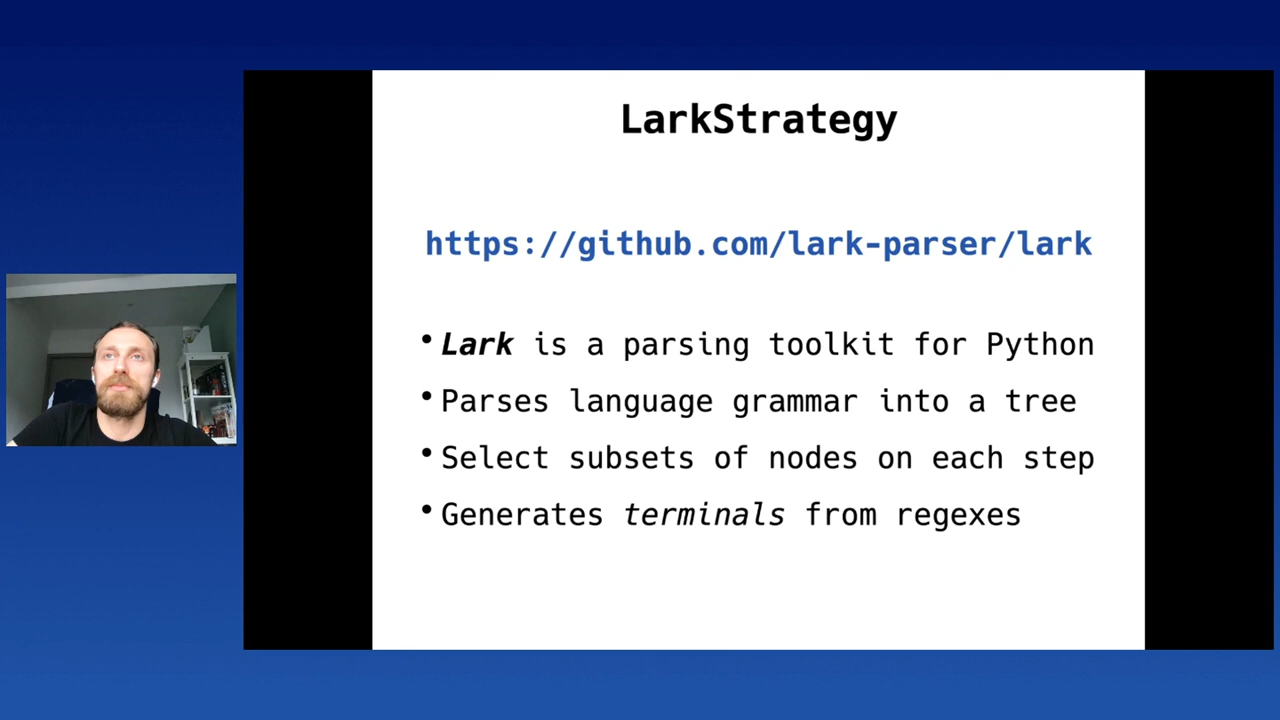 LarkStrategy
https://github.com/lark-parser/lark
• Lark is a parsing toolkit for Python
• Parses language grammar into a tree
• Select subsets of nodes on each step
• Generates terminals from regexes